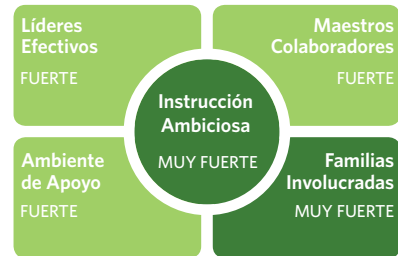 Líderes
Efectivos
FUERTE
Maestros
Colaboradores
FUERTE
Instrucción
Ambiciosa
MUY FUERTE
Ambiente
de Apoyo
FUERTE
Familias
Involucradas
MUY FUERTE